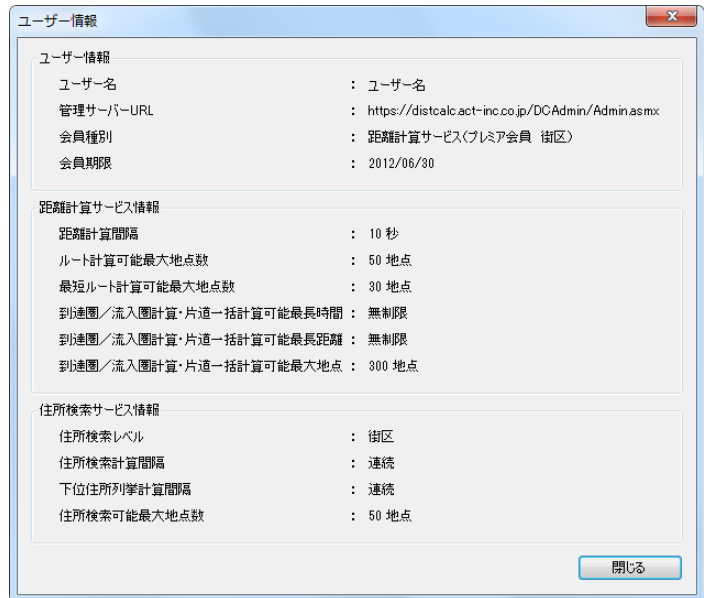 ユーザー情報
ユーザー情報
ユーザー名 : ユーザー名
管理サーバーURL : https://distcalc.act-inc.co.jp/DCAdmin/Admin.asmx
会員種別 : 距離計算サービス(プレミア会員 街区)
会員期限 : 2012/06/30
距離計算サービス情報
距離計算間隔 : 10 秒
ルート計算可能最大地点数 : 50 地点
最短ルート計算可能最大地点数 : 30 地点
到達圏/流入圏計算・片道一括計算可能最長時間 : 無制限
到達圏/流入圏計算・片道一括計算可能最長距離 : 無制限
到達圏/流入圏計算・片道一括計算可能最大地点 : 300 地点
住所検索サービス情報
住所検索レベル : 街区
住所検索計算間隔 : 連続
下位住所列挙計算間隔 : 連続
住所検索可能最大地点数 : 50 地点
閉じる